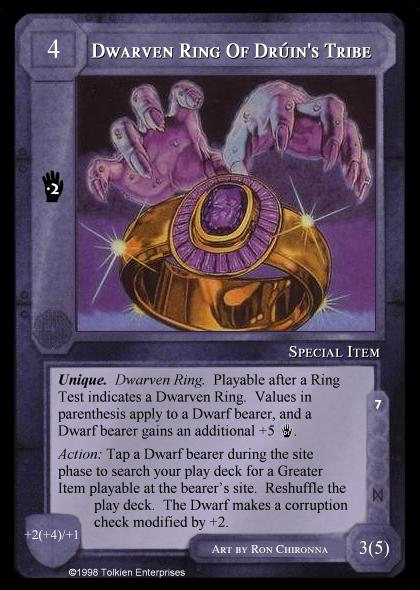 4
DWARVEN RING OF DRÚIN'S TRIBE
2
SPECIAL ITEM
Unique. Dwarven Ring. Playable after a Ring
Test indicates a Dwarven Ring. Values in
parenthesis apply to a Dwarf bearer, and a
Dwarf bearer gains an additional +5 .
7
Action: Tap a Dwarf bearer during the site
phase to search your play deck for a Greater
Item playable at the bearer's site. Reshuffle the
play deck. The Dwarf makes a corruption
check modified by +2.
+2(+4)/+1
ART BY RON CHIRONNA
3(5)
©1998 Tolkien Enterprises